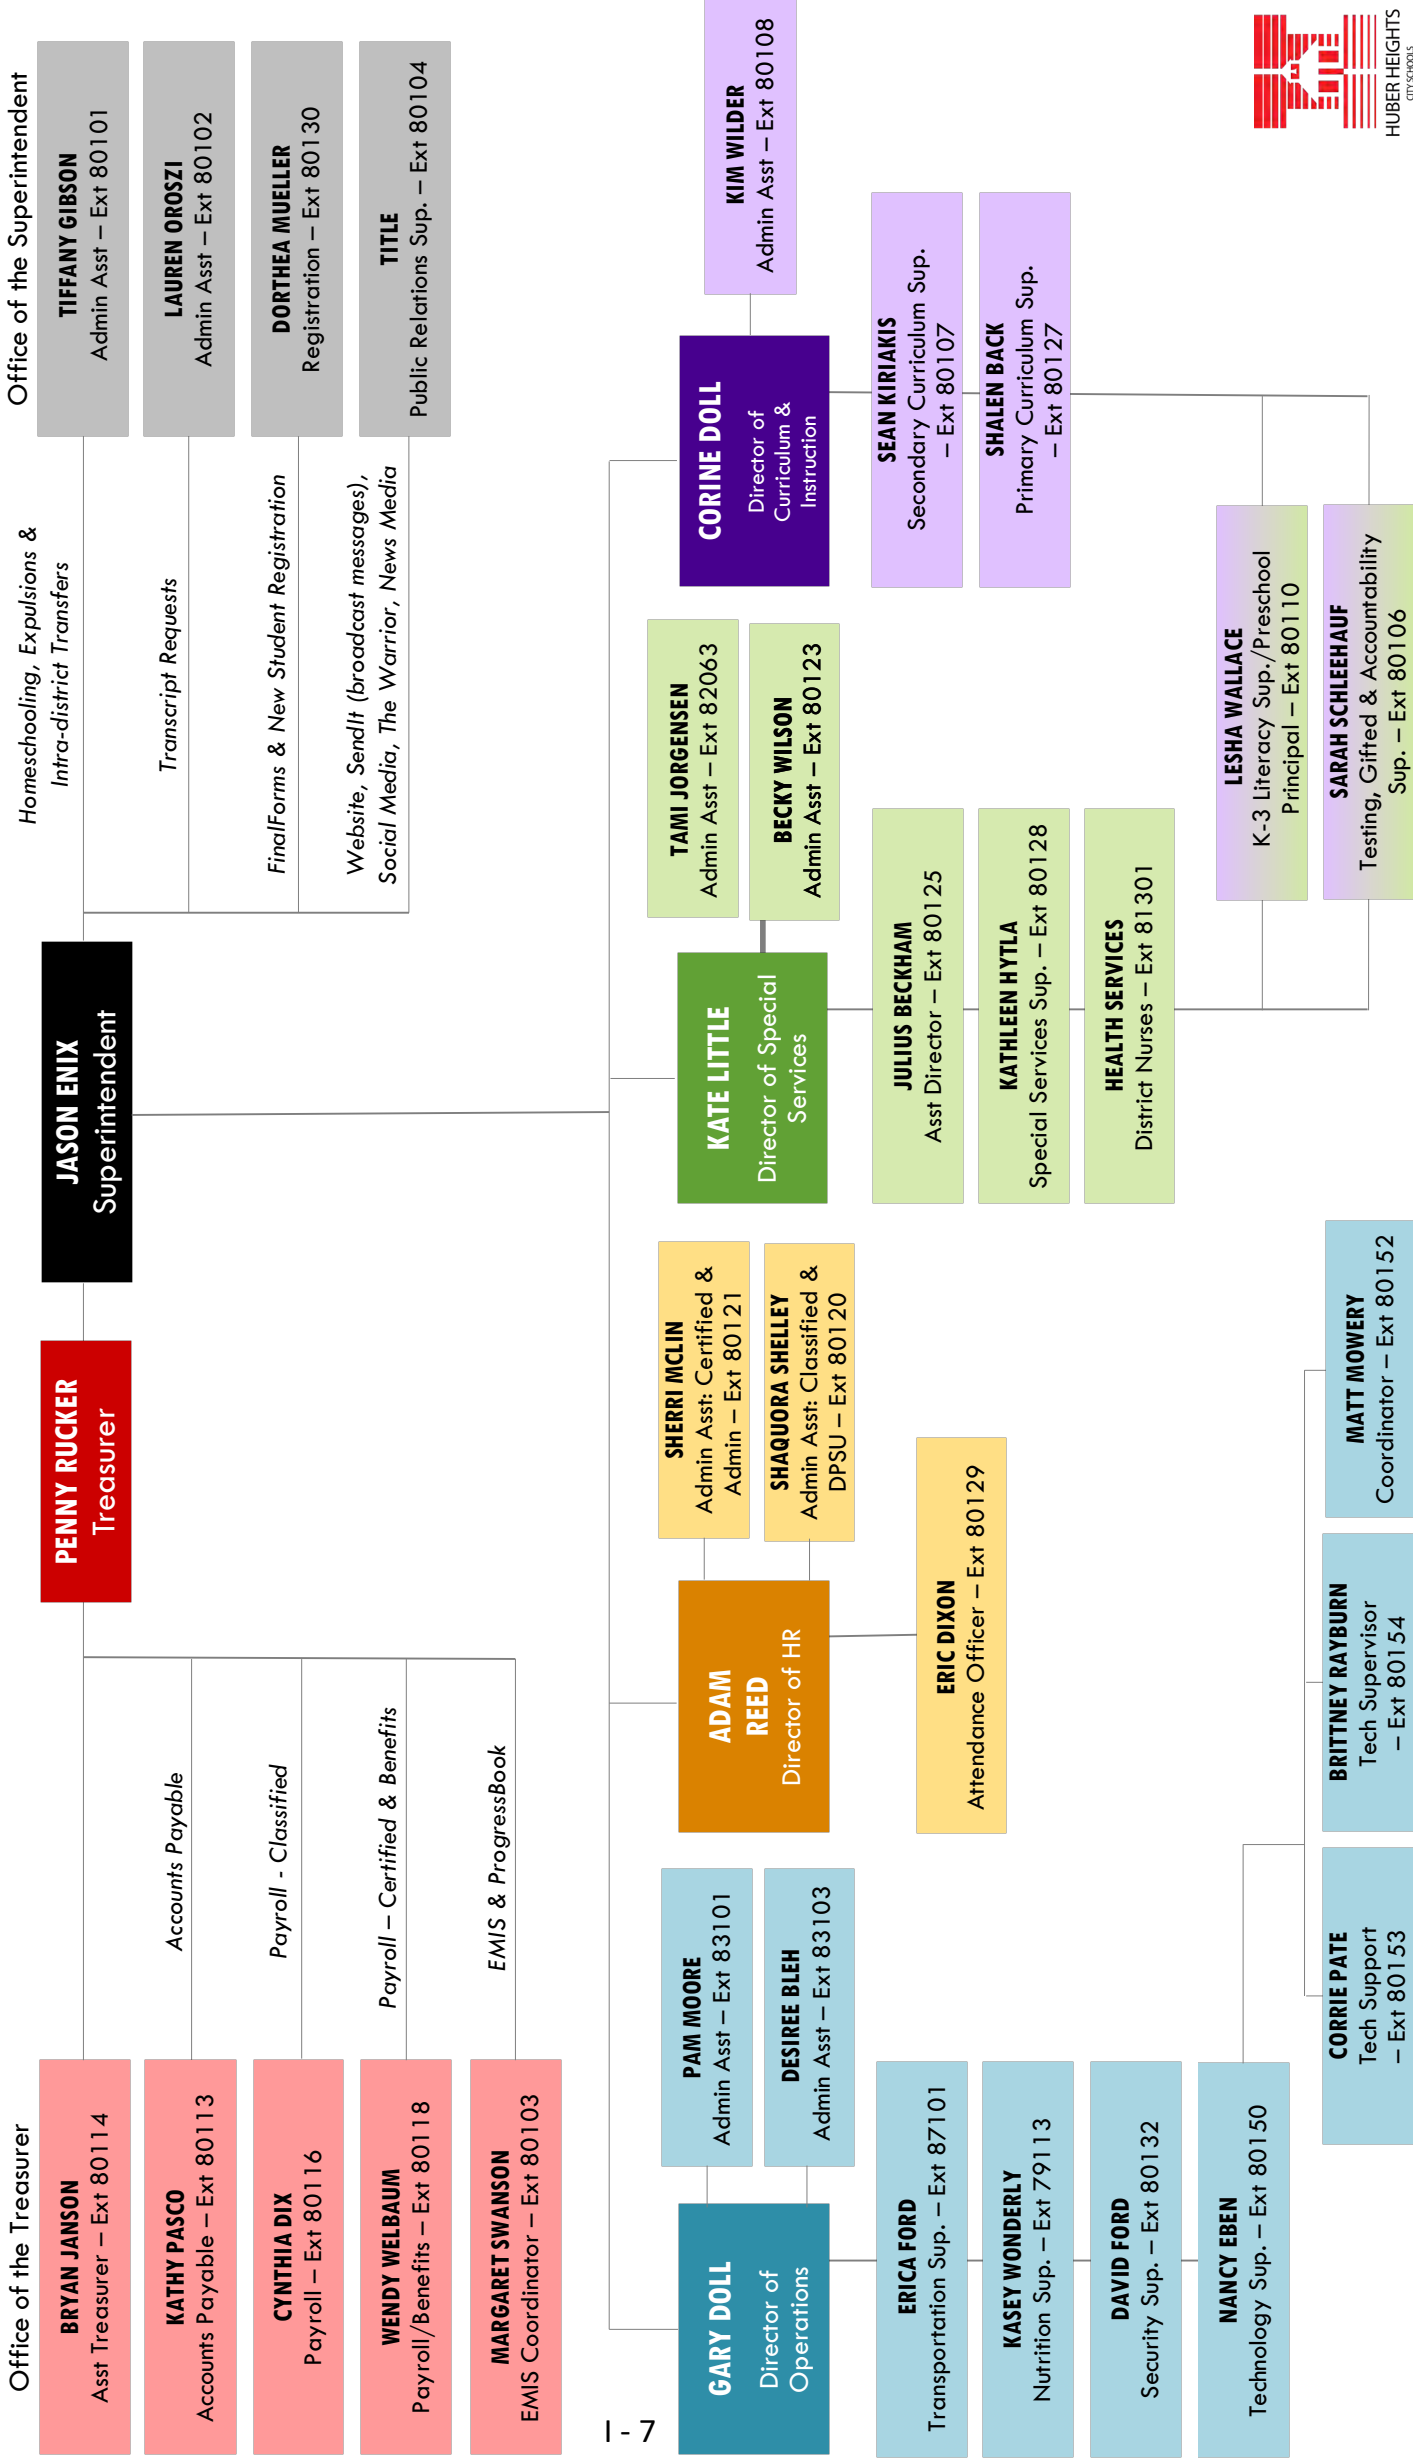 Office of the Treasurer
Office of the Superintendent
BRYAN JANSON
Asst Treasurer – Ext 80114
KATHY PASCO
Accounts Payable – Ext 80113
CYNTHIA DIX
Payroll – Ext 80116
WENDY WELBAUM
Payroll/Benefits – Ext 80118
MARGARET SWANSON
EMIS Coordinator – Ext 80103
Accounts Payable
Payroll - Classified
Payroll – Certified & Benefits
EMIS & ProgressBook
PENNY RUCKER
Treasurer
JASON ENIX
Superintendent
Homeschooling, Expulsions &
Intra-district Transfers
Transcript Requests
FinalForms & New Student Registration
Website, SendIt (broadcast messages),
Social Media, The Warrior, News Media
TIFFANY GIBSON
Admin Asst – Ext 80101
LAUREN OROSZI
Admin Asst – Ext 80102
DORTHEA MUELLER
Registration – Ext 80130
TITLE
Public Relations Sup. – Ext 80104
GARY DOLL
Director of
Operations
PAM MOORE
Admin Asst – Ext 83101
DESIREE BLEH
Admin Asst – Ext 83103
ERICA FORD
Transportation Sup. – Ext 87101
KASEY WONDERLY
Nutrition Sup. – Ext 79113
DAVID FORD
Security Sup. – Ext 80132
NANCY EBEN
Technology Sup. – Ext 80150
CORRIE PATE
Tech Support
– Ext 80153
BRITTNEY RAYBURN
Tech Supervisor
– Ext 80154
MATT MOWERY
Coordinator – Ext 80152
ADAM
REED
Director of HR
SHERRI MCLIN
Admin Asst: Certified &
Admin – Ext 80121
SHAQUORA SHELLEY
Admin Asst: Classified &
DPSU – Ext 80120
ERIC DIXON
Attendance Officer – Ext 80129
KATE LITTLE
Director of Special
Services
TAMI JORGENSEN
Admin Asst – Ext 82063
BECKY WILSON
Admin Asst – Ext 80123
JULIUS BECKHAM
Asst Director – Ext 80125
KATHLEEN HYTLA
Special Services Sup. – Ext 80128
HEALTH SERVICES
District Nurses – Ext 81301
LESHA WALLACE
K-3 Literacy Sup./Preschool
Principal – Ext 80110
SARAH SCHLEEHAUF
Testing, Gifted & Accountability
Sup. – Ext 80106
CORINE DOLL
Director of
Curriculum &
Instruction
KIM WILDER
Admin Asst – Ext 80108
SEAN KIRIAKIS
Secondary Curriculum Sup.
– Ext 80107
SHALEN BACK
Primary Curriculum Sup.
– Ext 80127
HUBER HEIGHTS
CITY SCHOOLS
I - 7